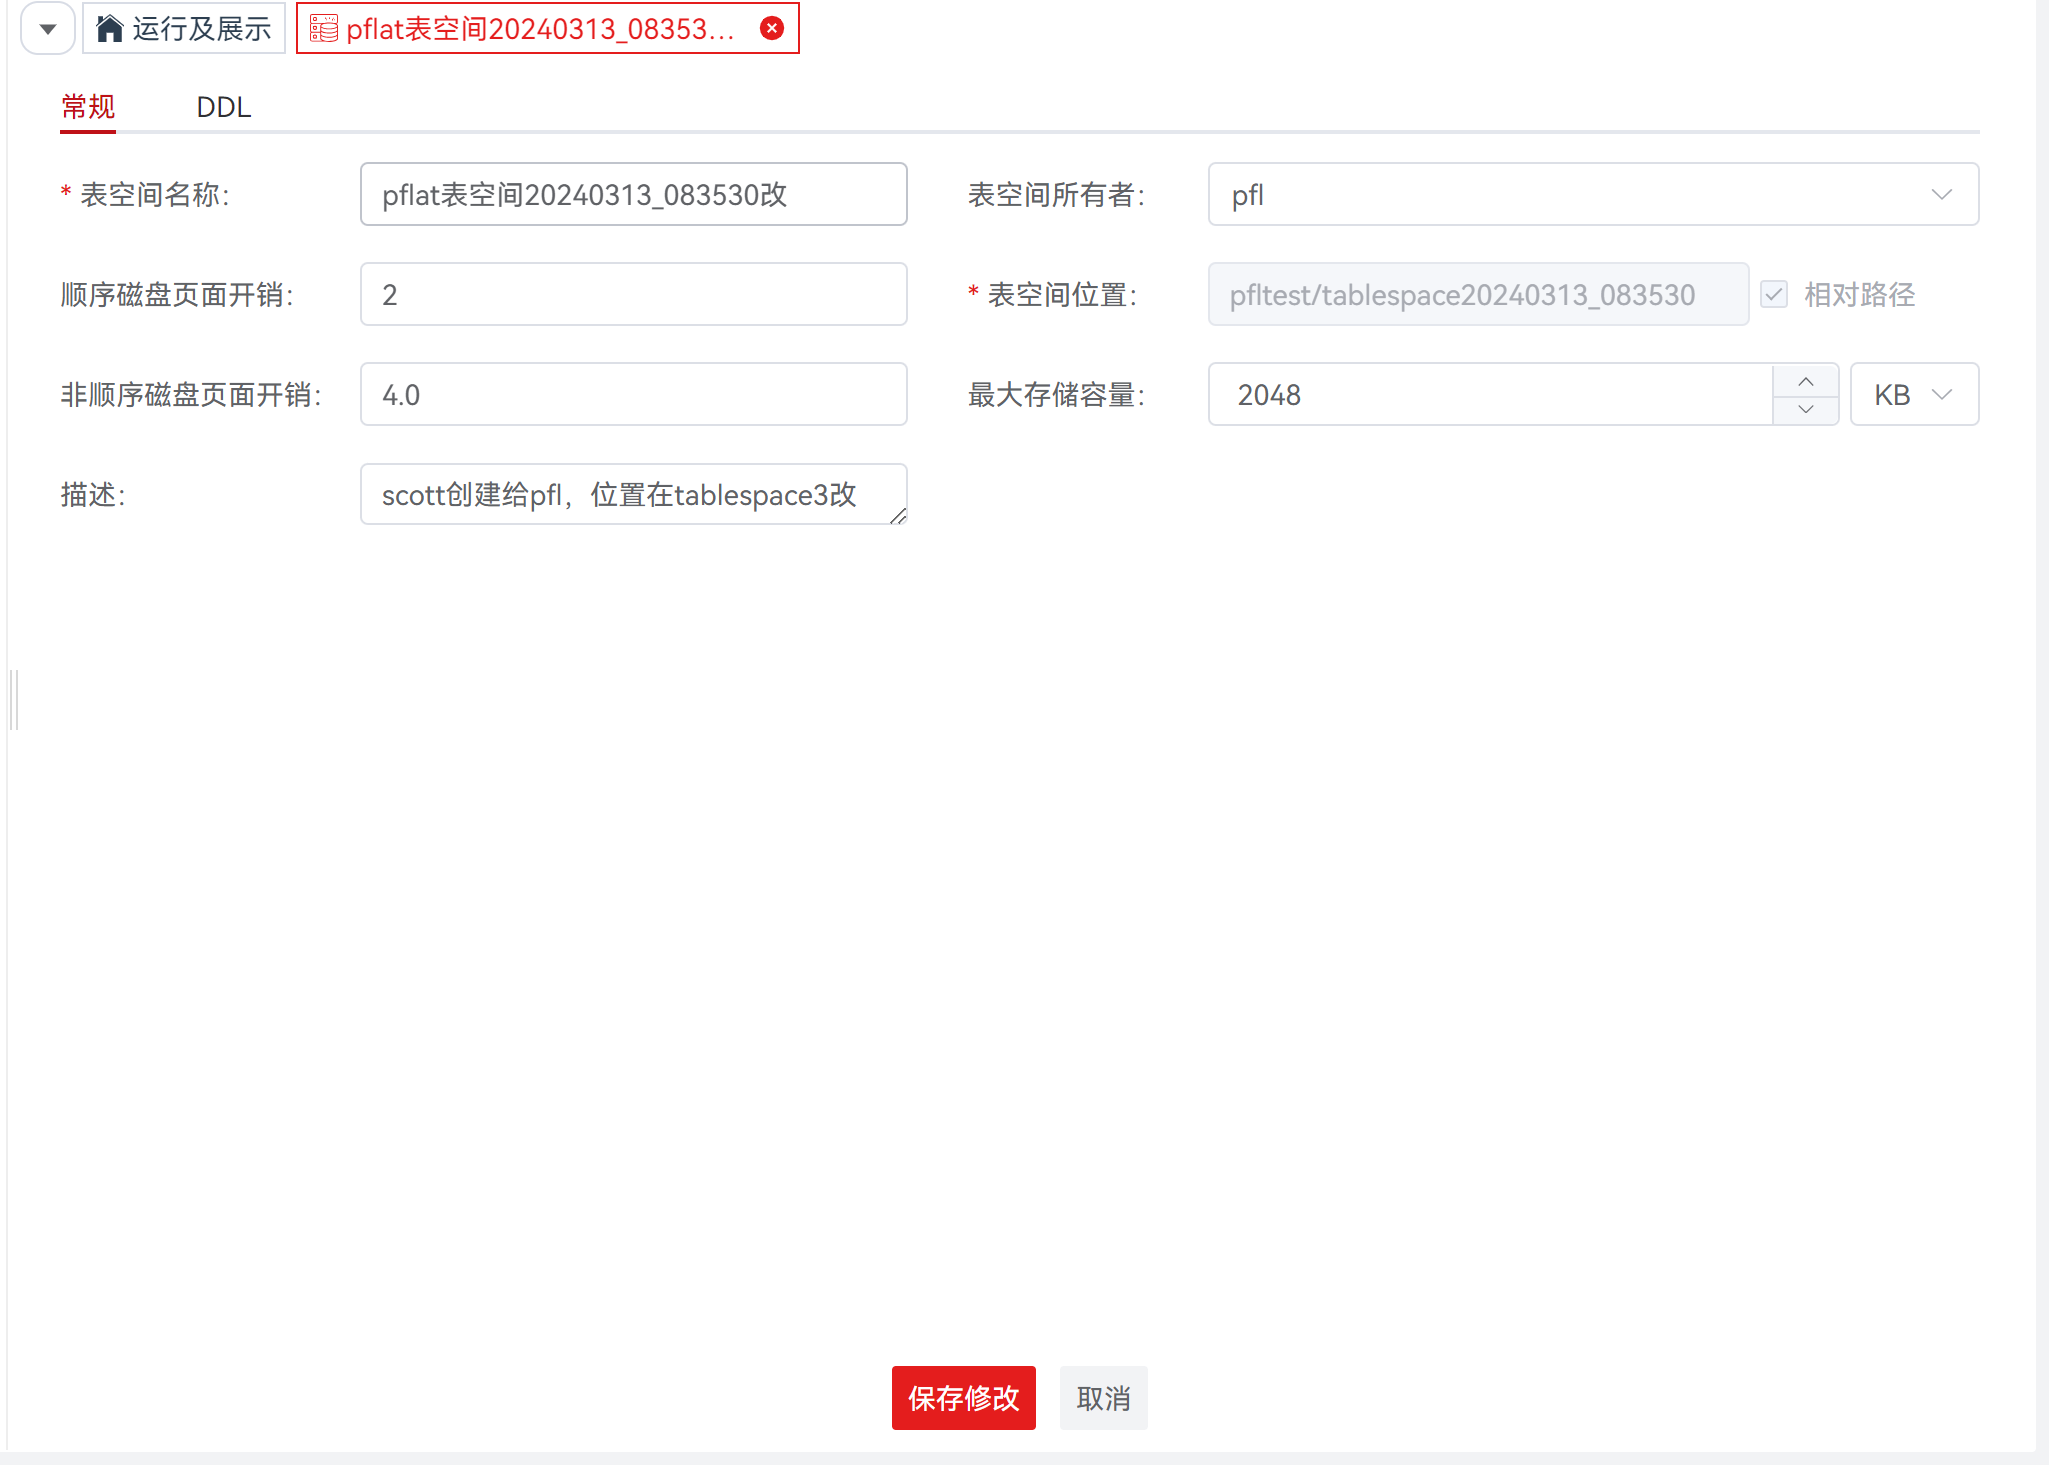 运行及展示 pflat表空间20240313_08353...
常规 DDL
* 表空间名称: pflat表空间20240313_083530改 表空间所有者: pfl
顺序磁盘页面开销: 2 * 表空间位置: pfltest/tablespace20240313_083530 相对路径
非顺序磁盘页面开销: 4.0 最大存储容量: 2048 KB
描述: scott创建给pfl，位置在tablespace3改
保存修改 取消